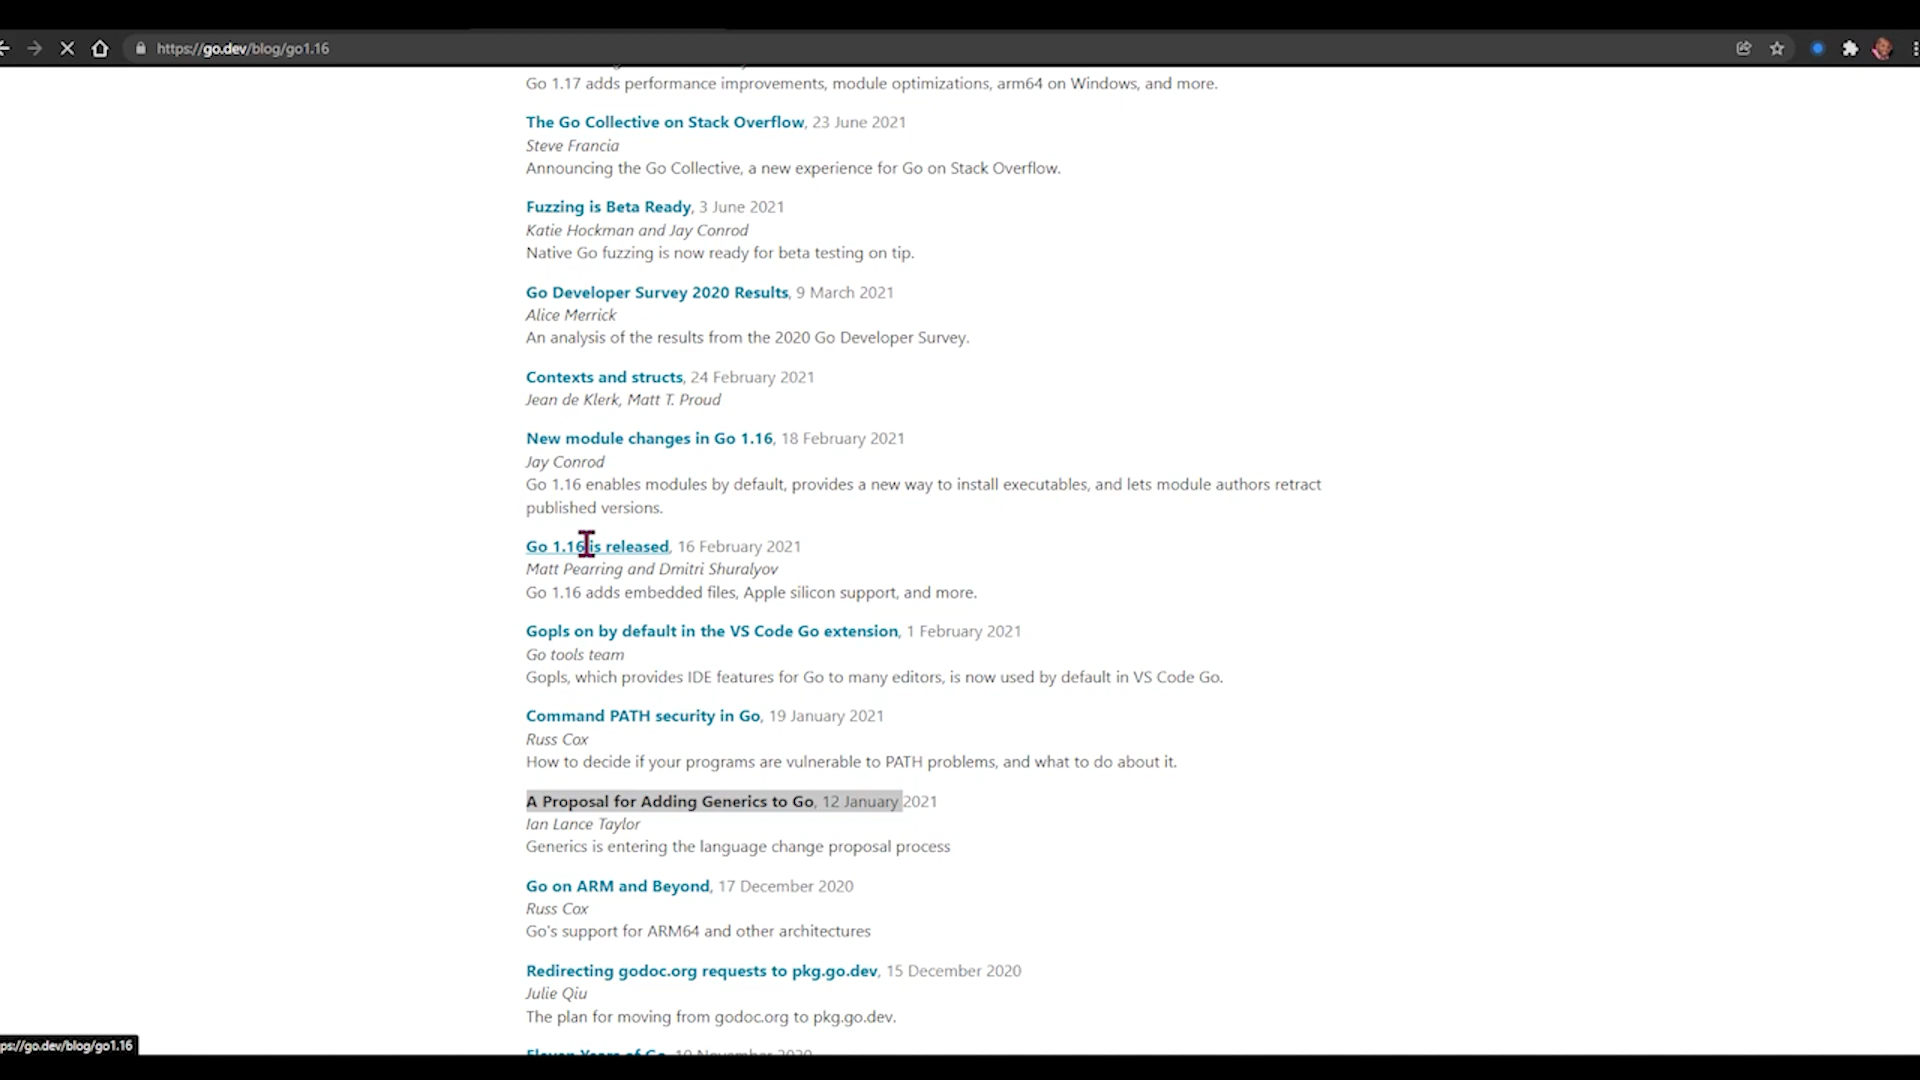 https://go.dev/blog/go1.16
Go 1.17 adds performance improvements, module optimizations, arm64 on Windows, and more.
The Go Collective on Stack Overflow, 23 June 2021
Steve Francia
Announcing the Go Collective, a new experience for Go on Stack Overflow.
Fuzzing is Beta Ready, 3 June 2021
Katie Hockman and Jay Conrod
Native Go fuzzing is now ready for beta testing on tip.
Go Developer Survey 2020 Results, 9 March 2021
Alice Merrick
An analysis of the results from the 2020 Go Developer Survey.
Contexts and structs, 24 February 2021
Jean de Klerk, Matt T. Proud
New module changes in Go 1.16, 18 February 2021
Jay Conrod
Go 1.16 enables modules by default, provides a new way to install executables, and lets module authors retract
published versions.
Go 1.16 is released, 16 February 2021
Matt Pearring and Dmitri Shuralyov
Go 1.16 adds embedded files, Apple silicon support, and more.
Gopls on by default in the VS Code Go extension, 1 February 2021
Go tools team
Gopls, which provides IDE features for Go to many editors, is now used by default in VS Code Go.
Command PATH security in Go, 19 January 2021
Russ Cox
How to decide if your programs are vulnerable to PATH problems, and what to do about it.
A Proposal for Adding Generics to Go, 12 January 2021
Ian Lance Taylor
Generics is entering the language change proposal process
Go on ARM and Beyond, 17 December 2020
Russ Cox
Go's support for ARM64 and other architectures
Redirecting godoc.org requests to pkg.go.dev, 15 December 2020
Julie Qiu
The plan for moving from godoc.org to pkg.go.dev.
Eleven Years of Go, 10 November 2020
ps://go.dev/blog/go1.16